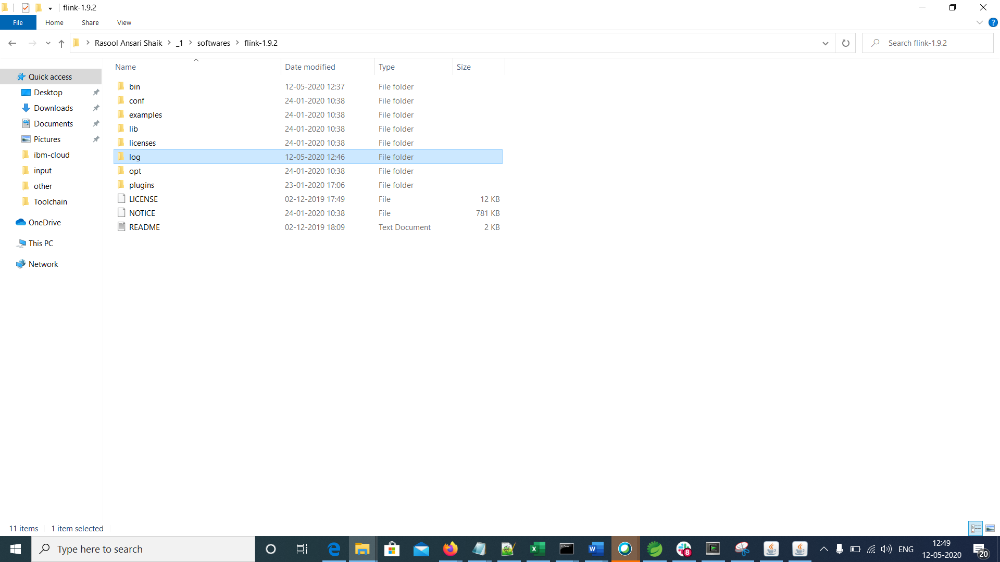 flink-1.9.2
File Home Share View
Rasool Ansari Shaik _1 softwares flink-1.9.2 Search flink-1.9.2
Name Date modified Type Size
Quick access
Desktop
Downloads
Documents
Pictures
ibm-cloud
input
other
Toolchain
OneDrive
This PC
Network
bin 12-05-2020 12:37 File folder
conf 24-01-2020 10:38 File folder
examples 24-01-2020 10:38 File folder
lib 24-01-2020 10:38 File folder
licenses 24-01-2020 10:38 File folder
log 12-05-2020 12:46 File folder
opt 24-01-2020 10:38 File folder
plugins 23-01-2020 17:06 File folder
LICENSE 02-12-2019 17:49 File 12 KB
NOTICE 24-01-2020 10:38 File 781 KB
README 02-12-2019 18:09 Text Document 2 KB
11 items 1 item selected
Type here to search
8
ENG
12:49
12-05-2020
20